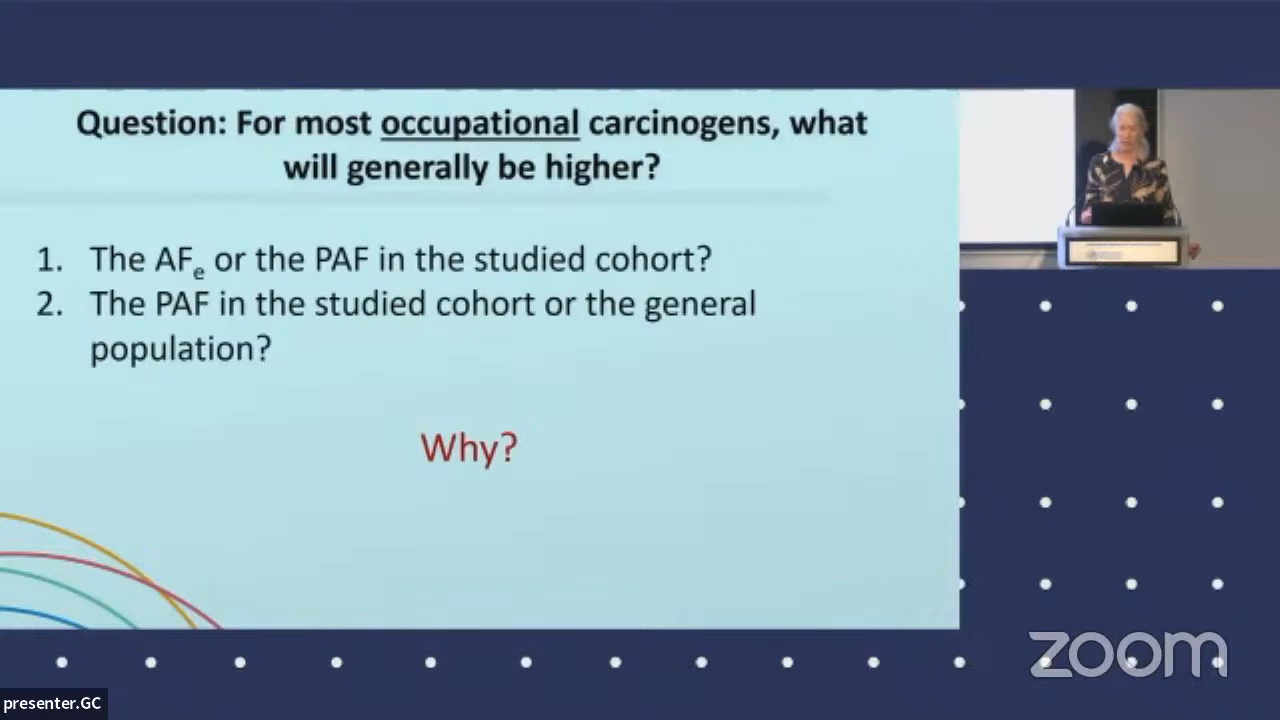 Question: For most occupational carcinogens, what
will generally be higher?
1. The AFe or the PAF in the studied cohort?
2. The PAF in the studied cohort or the general
population?
Why?
zoom
presenter.GC